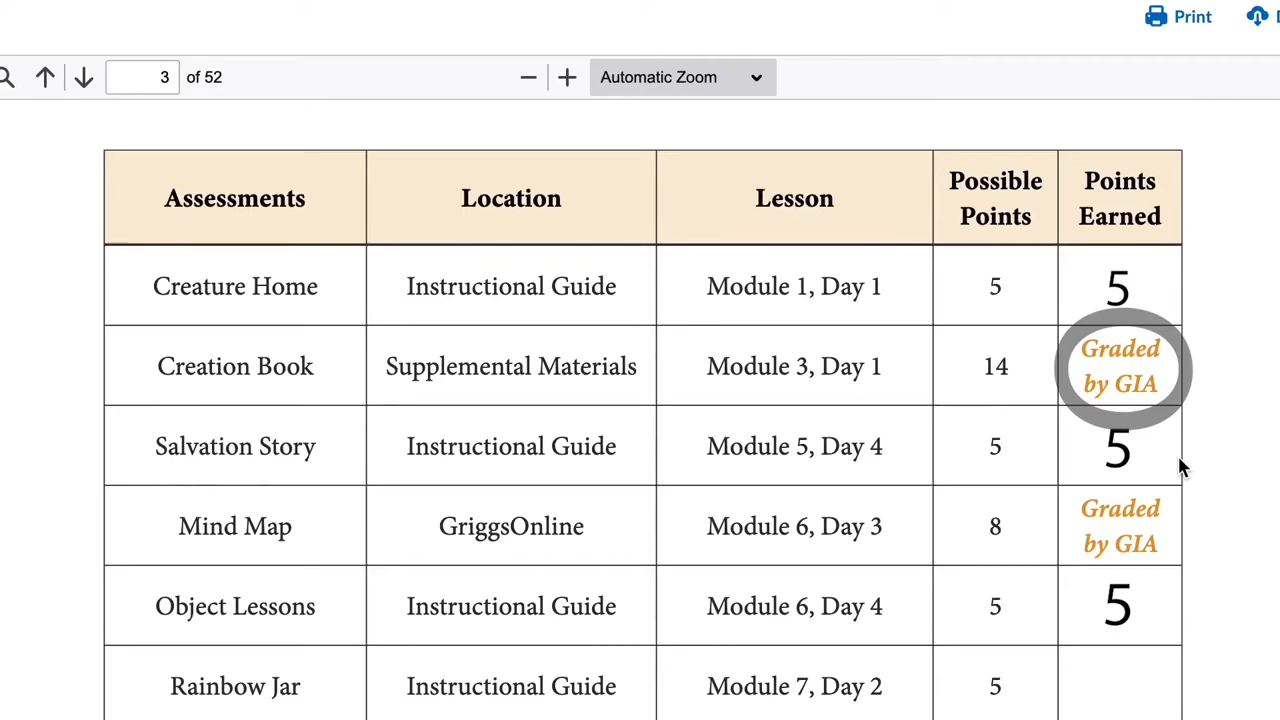 Print
3 of 52
Automatic Zoom
Assessments Location Lesson Possible Points Points Earned
Creature Home Instructional Guide Module 1, Day 1 5 5
Creation Book Supplemental Materials Module 3, Day 1 14 Graded by GIA
Salvation Story Instructional Guide Module 5, Day 4 5 5
Mind Map GriggsOnline Module 6, Day 3 8 Graded by GIA
Object Lessons Instructional Guide Module 6, Day 4 5 5
Rainbow Jar Instructional Guide Module 7, Day 2 5